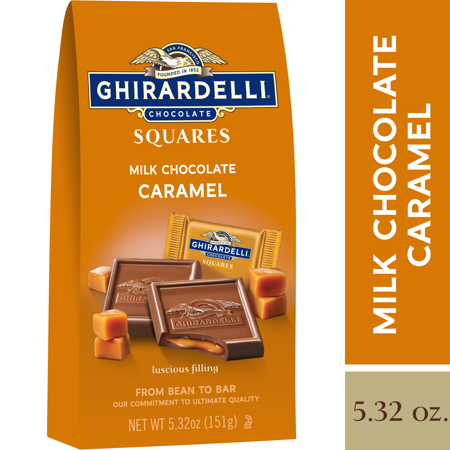 SAN FRANCISCO
FOUNDED IN 1852
GHIRARDELLI®
CHOCOLATE
SQUARES
MILK CHOCOLATE
CARAMEL
GHIRARDELLI
CHOCOLATE
SQUARES
GHIRARDELLI
luscious filling
FROM BEAN TO BAR
OUR COMMITMENT TO ULTIMATE QUALITY
NET WT 5.32oz (151g)
MILK CHOCOLATE
CARAMEL
5.32 oz.